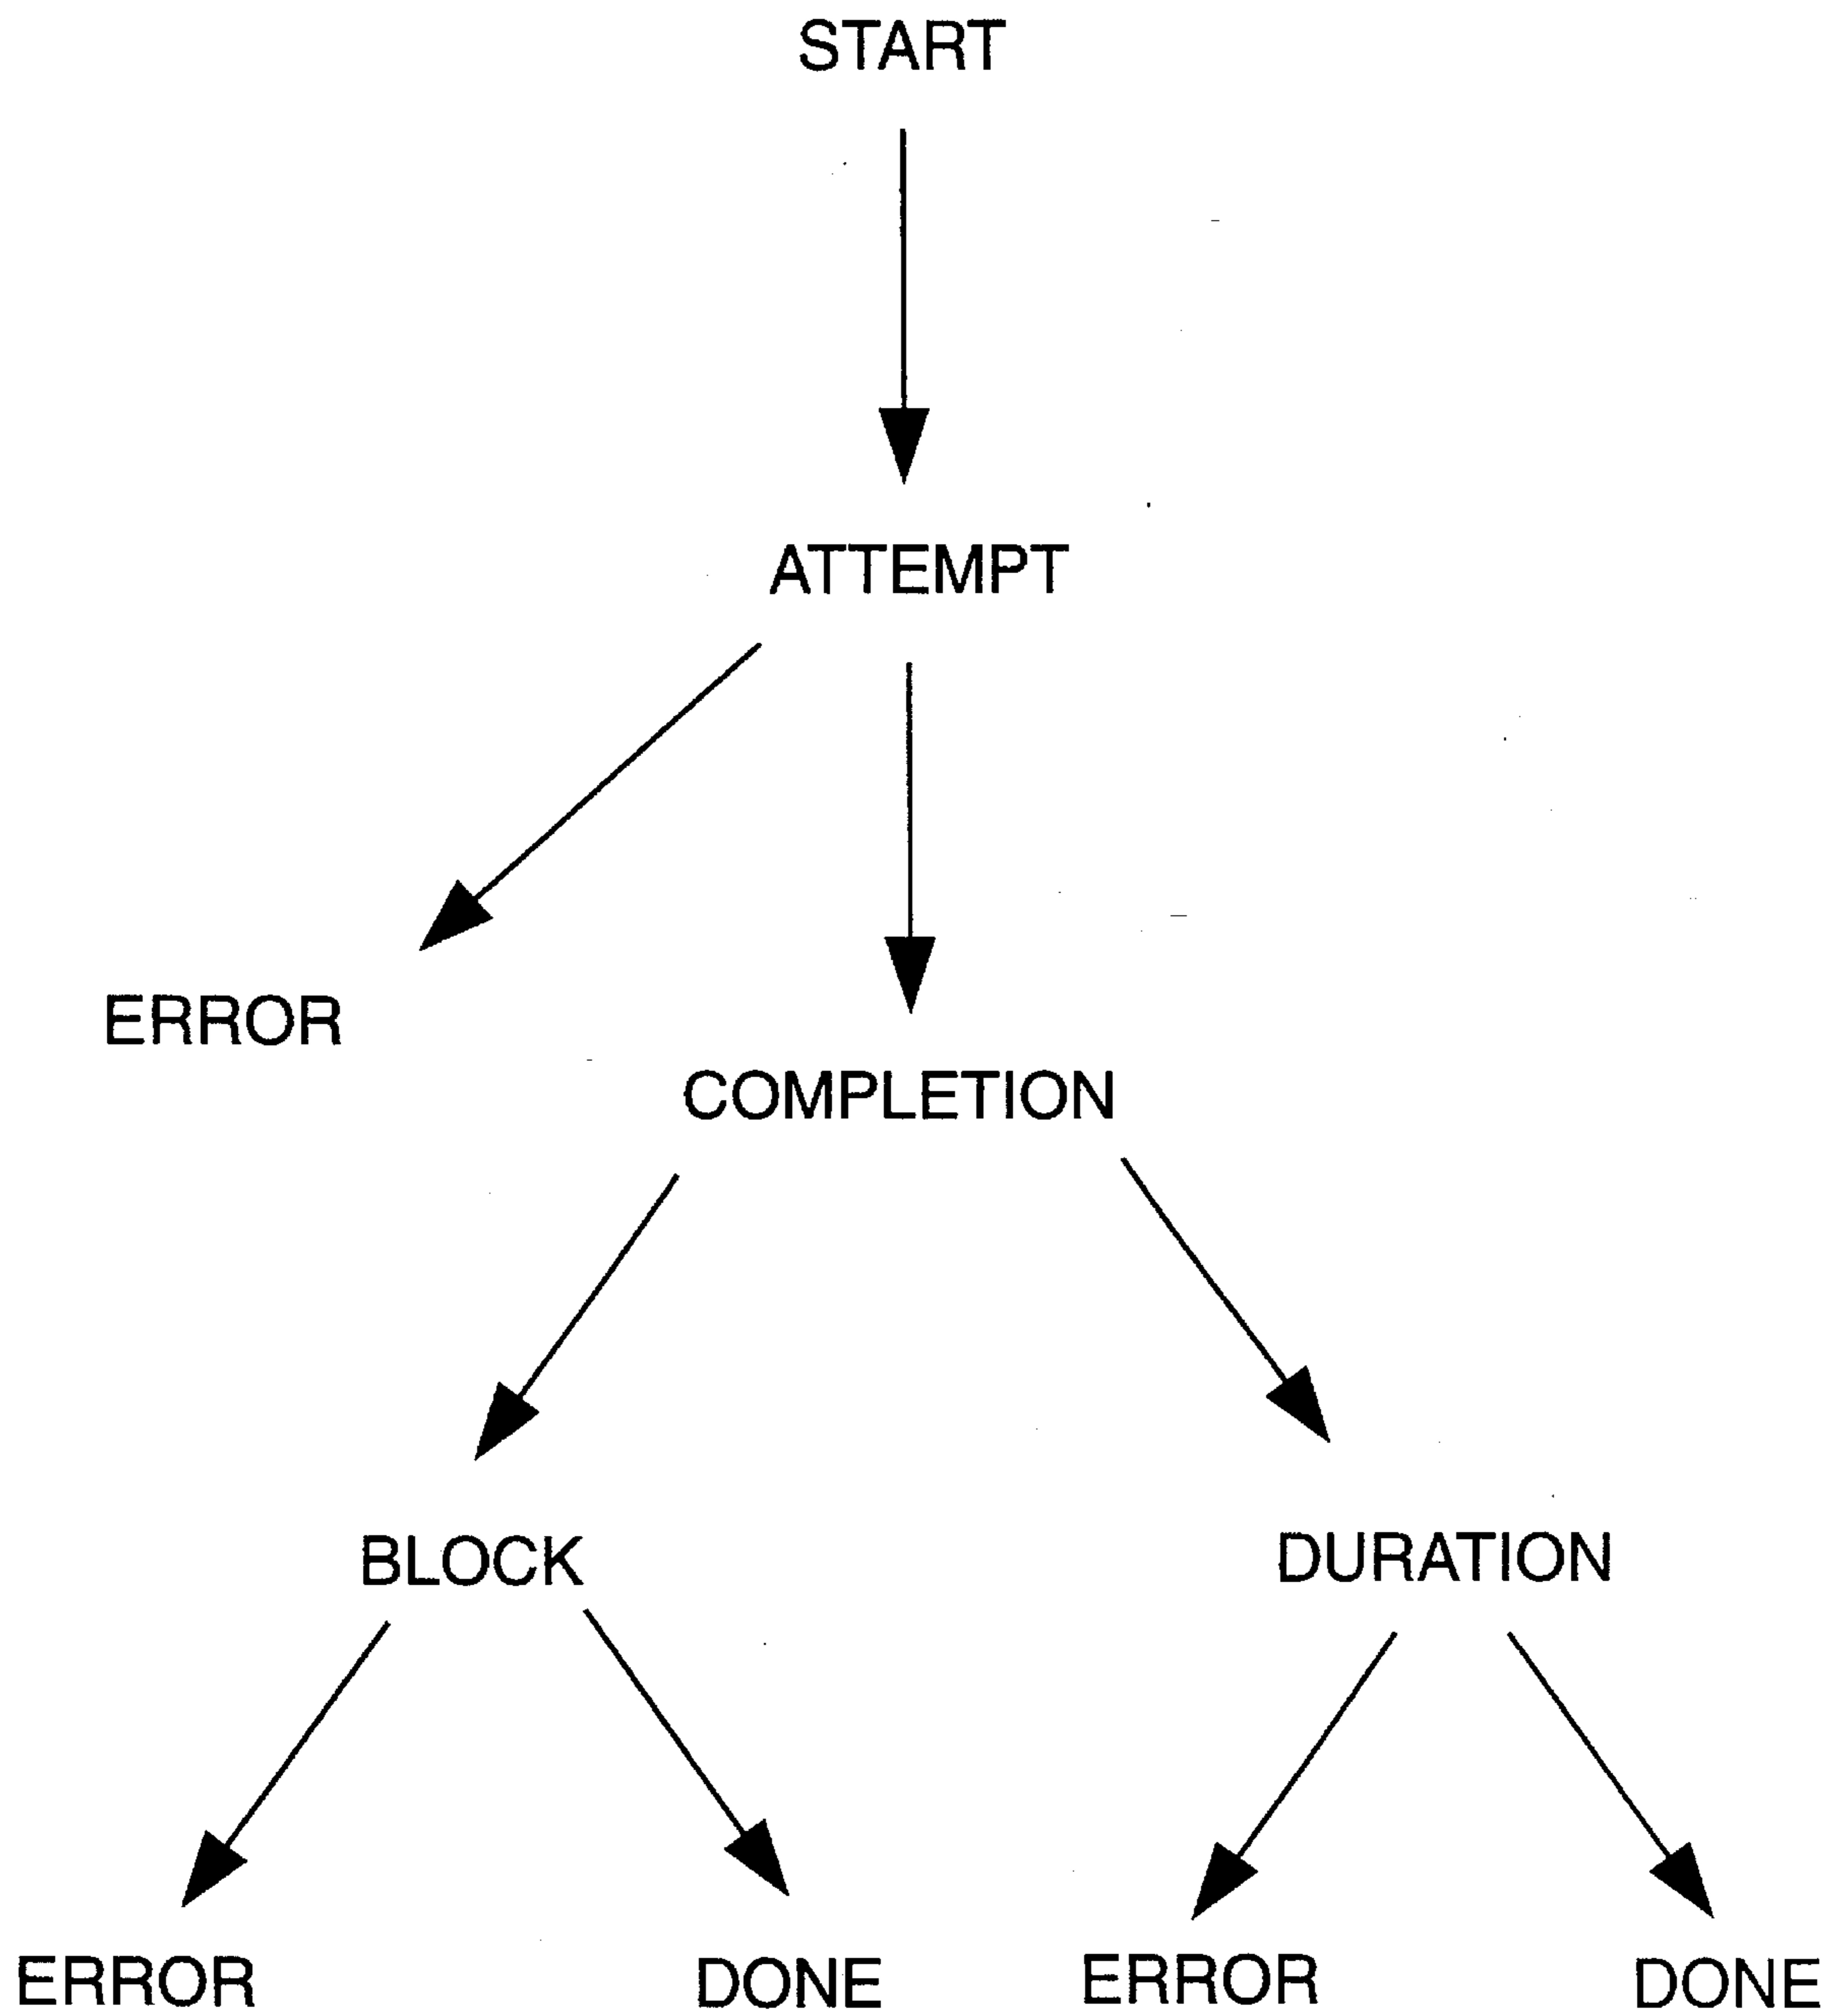 START
ATTEMPT
ERROR
COMPLETION
BLOCK
DURATION
ERROR
DONE
ERROR
DONE